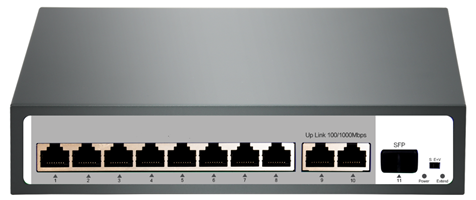 Up Link 100/1000Mbps
SFP
1 2 3 4 5 6 7 8 9 10 11
Power Extend